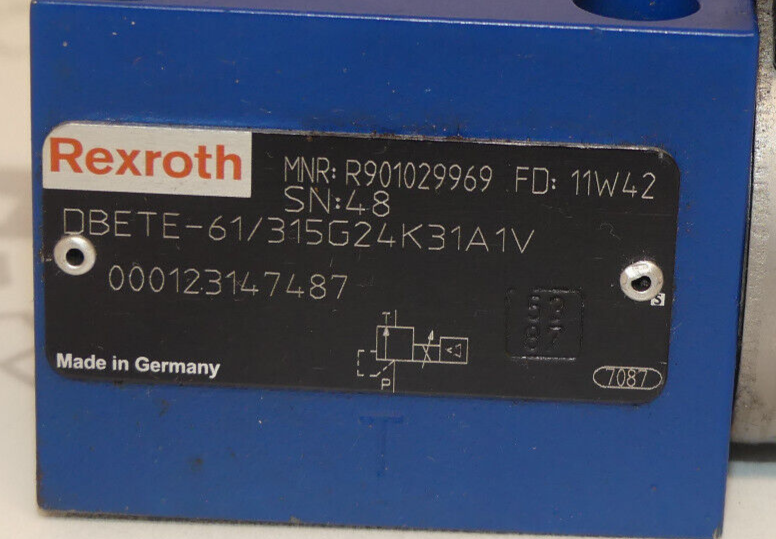 Rexroth
MNR: R901029969 FD: 11W42
SN:48
DBETE-61/315G24K31A1V
000123147487
T
S
Made in Germany
P
7087
T